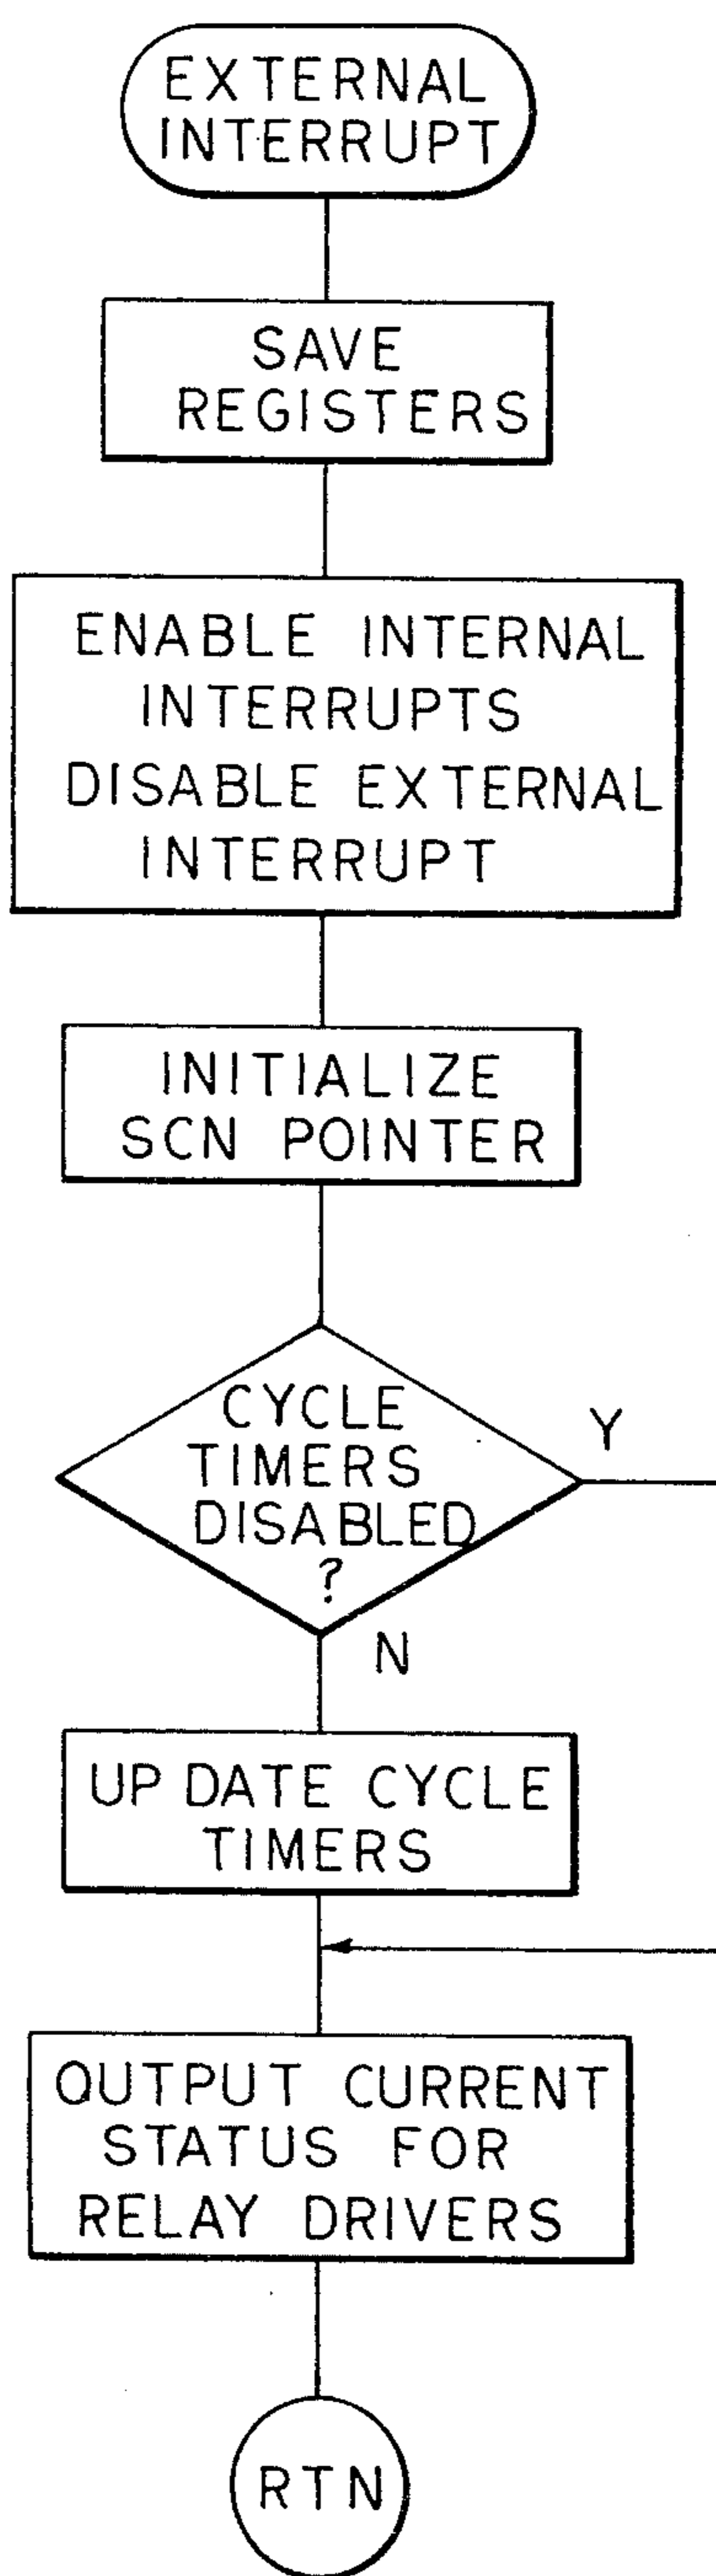 EXTERNAL
INTERRUPT
SAVE
REGISTERS
ENABLE INTERNAL
INTERRUPTS
DISABLE EXTERNAL
INTERRUPT
INITIALIZE
SCN POINTER
CYCLE
TIMERS
DISABLED
?
Y
N
UP DATE CYCLE
TIMERS
OUTPUT CURRENT
STATUS FOR
RELAY DRIVERS
RTN